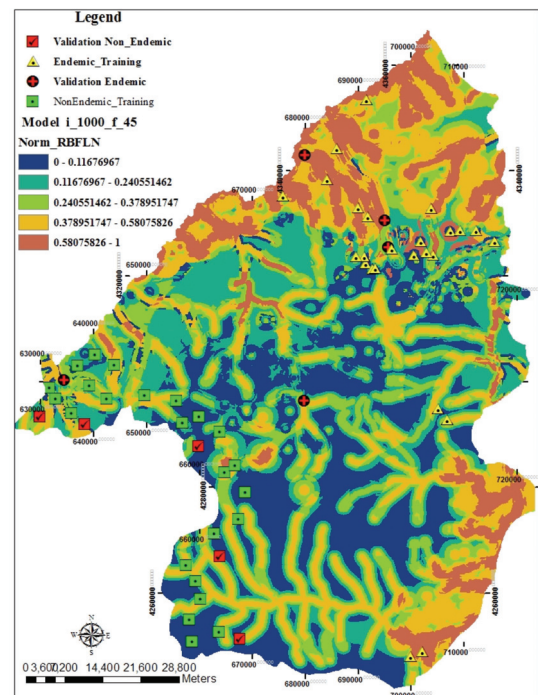 Legend
Validation Non_Endemic
Endemic_Training
Validation Endemic
NonEndemic_Training
Model i_1000_f_45
Norm_RBFLN
0 - 0.11676967
0.11676967 - 0.240551462
0.240551462 - 0.378951747
0.378951747 - 0.58075826
0.58075826 - 1
700000
710000
4360000
690000
680000
4340000
4340000
670000
650000
4320000
720000
640000
630000
630000
640000
650000
660000
4280000
720000
660000
4260000
4260000
670000
680000
690000
700000
710000
N
W E
S
0 3,600 7,200 14,400 21,600 28,800
Meters